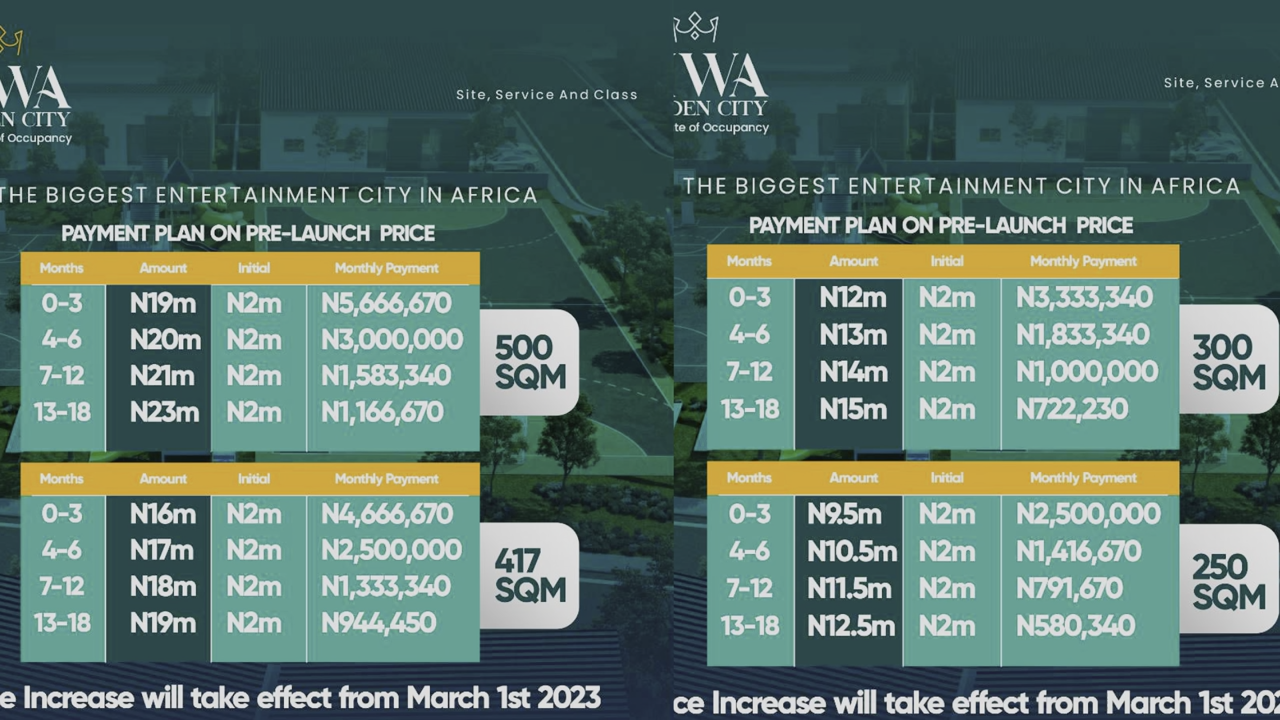 WA
N CITY
of Occupancy
Site, Service And Class
THE BIGGEST ENTERTAINMENT CITY IN AFRICA
PAYMENT PLAN ON PRE-LAUNCH PRICE
Months Amount Initial Monthly Payment
0-3 N19m N2m N5,666,670
4-6 N20m N2m N3,000,000
7-12 N21m N2m N1,583,340
13-18 N23m N2m N1,166,670
500
SQM
Months Amount Initial Monthly Payment
0-3 N16m N2m N4,666,670
4-6 N17m N2m N2,500,000
7-12 N18m N2m N1,333,340
13-18 N19m N2m N944,450
417
SQM
e Increase will take effect from March 1st 2023
WA
DEN CITY
te of Occupancy
Site, Service A
THE BIGGEST ENTERTAINMENT CITY IN AFRICA
PAYMENT PLAN ON PRE-LAUNCH PRICE
Months Amount Initial Monthly Payment
0-3 N12m N2m N3,333,340
4-6 N13m N2m N1,833,340
7-12 N14m N2m N1,000,000
13-18 N15m N2m N722,230
300
SQM
Months Amount Initial Monthly Payment
0-3 N9.5m N2m N2,500,000
4-6 N10.5m N2m N1,416,670
7-12 N11.5m N2m N791,670
13-18 N12.5m N2m N580,340
250
SQM
ce Increase will take effect from March 1st 202